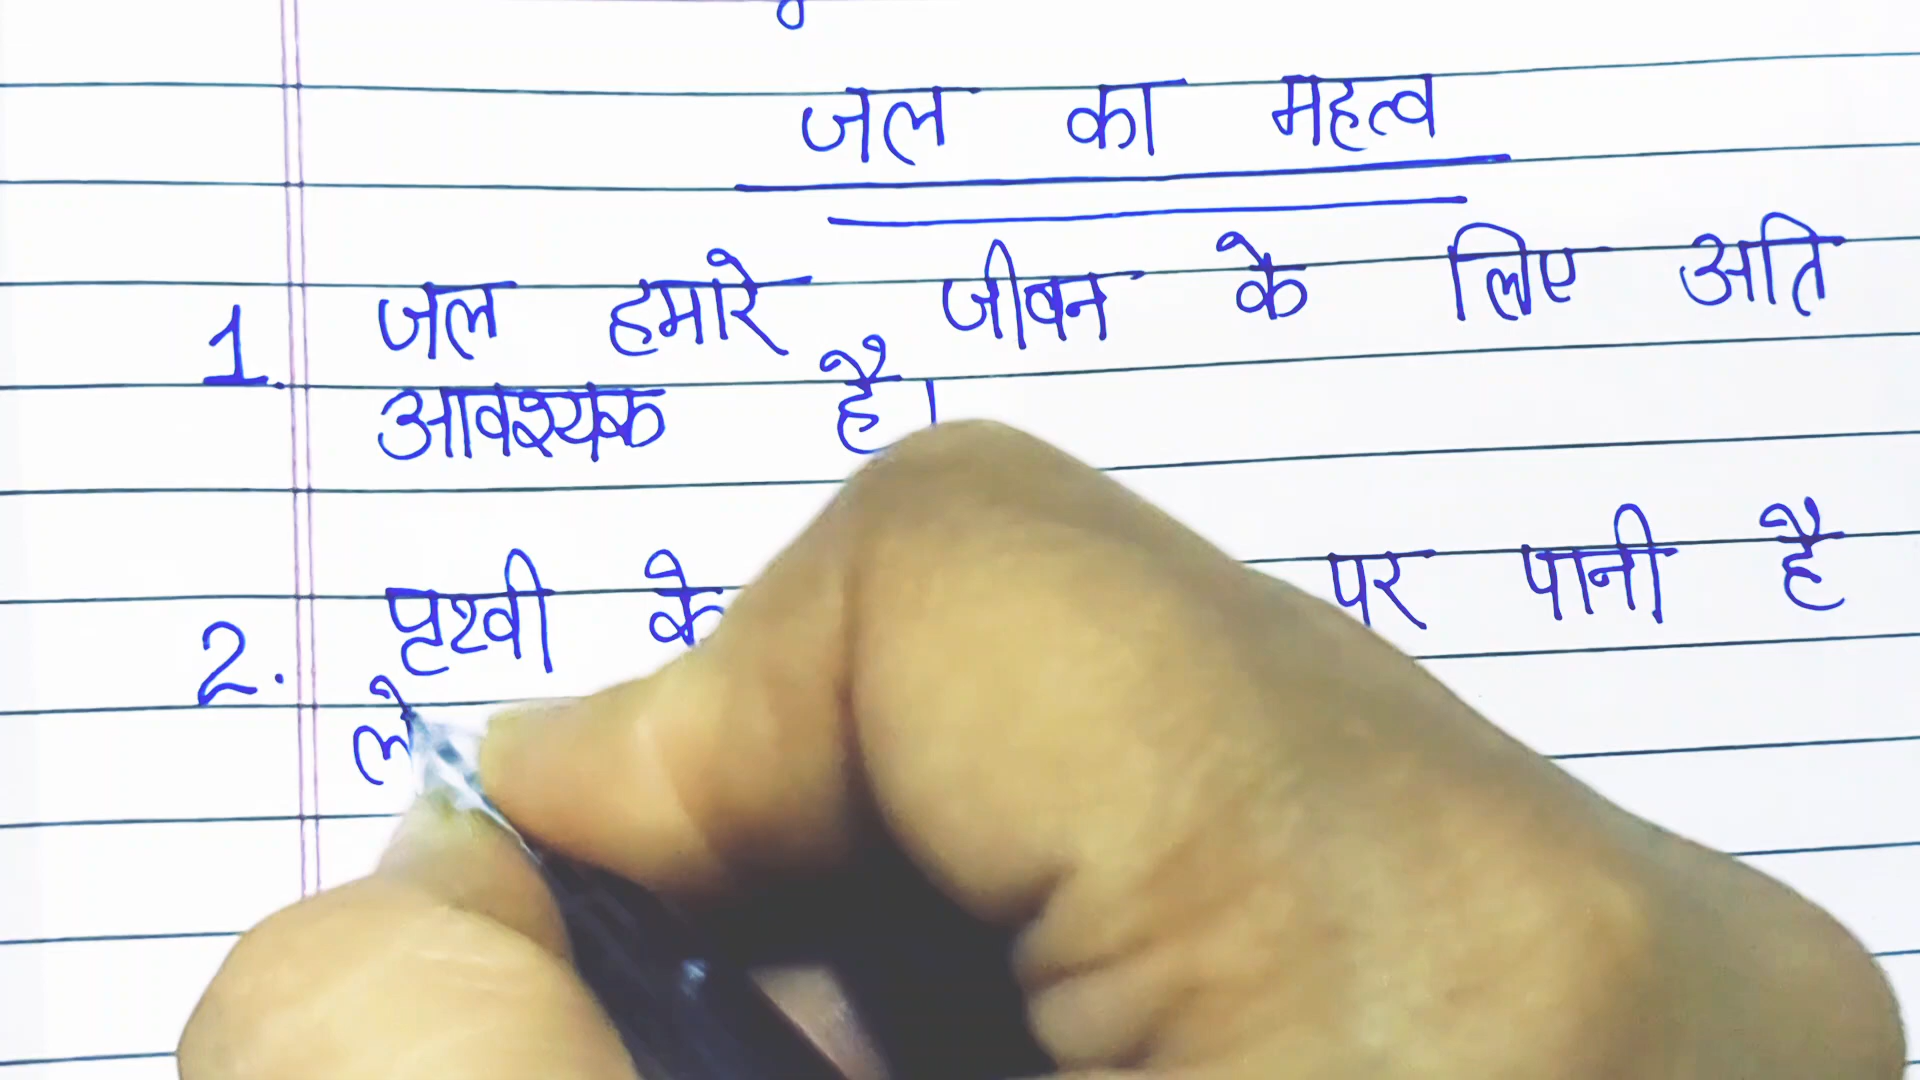 जल का महत्व
1. जल हमारे जीवन के लिए अति
आवश्यक है।
2. पृथ्वी के पर पानी है
ले